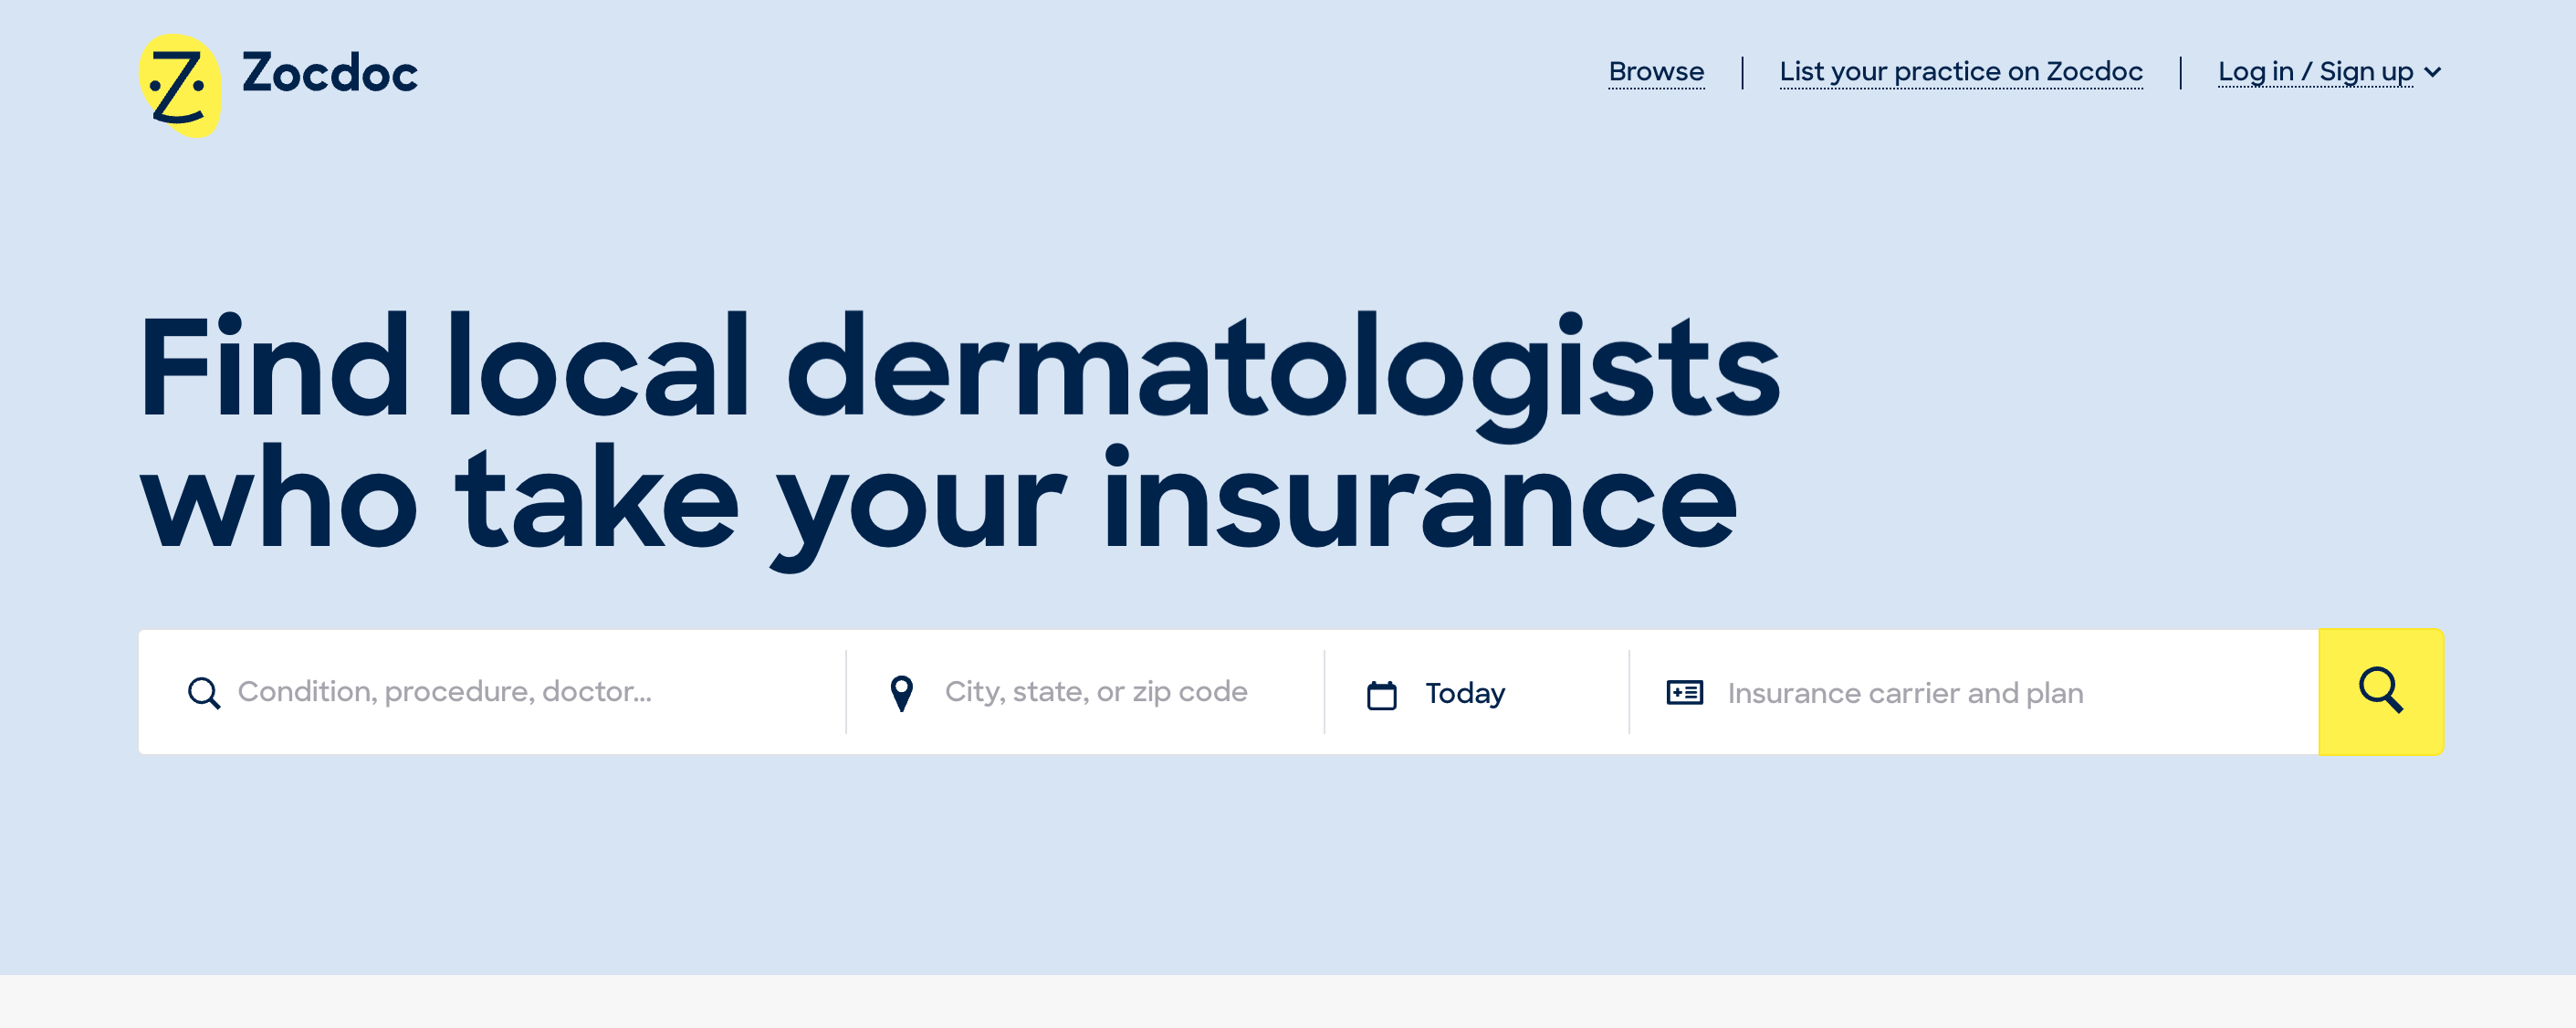 Zocdoc
Browse
List your practice on Zocdoc
Log in / Sign up
Find local dermatologists
who take your insurance
Condition, procedure, doctor...
City, state, or zip code
Today
Insurance carrier and plan